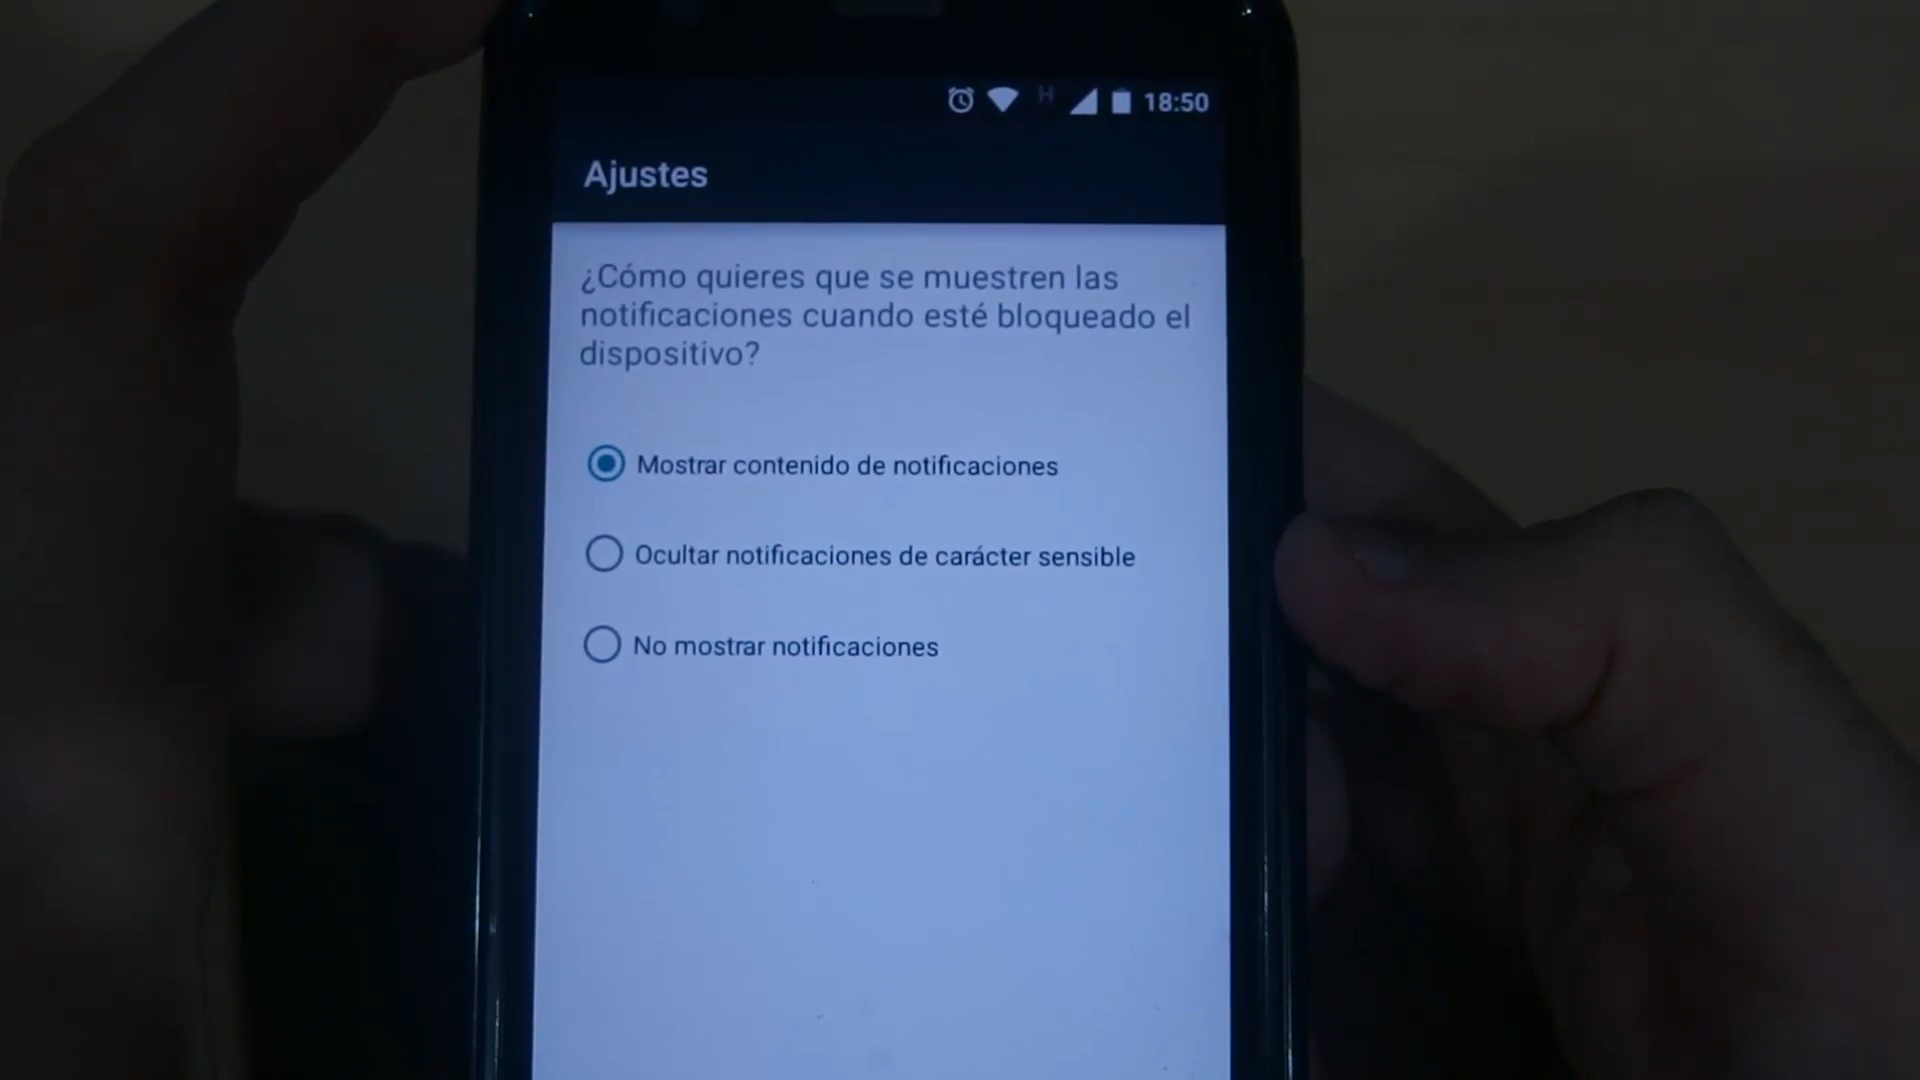 H 18:50
Ajustes
¿Cómo quieres que se muestren las
notificaciones cuando esté bloqueado el
dispositivo?
Mostrar contenido de notificaciones
Ocultar notificaciones de carácter sensible
No mostrar notificaciones